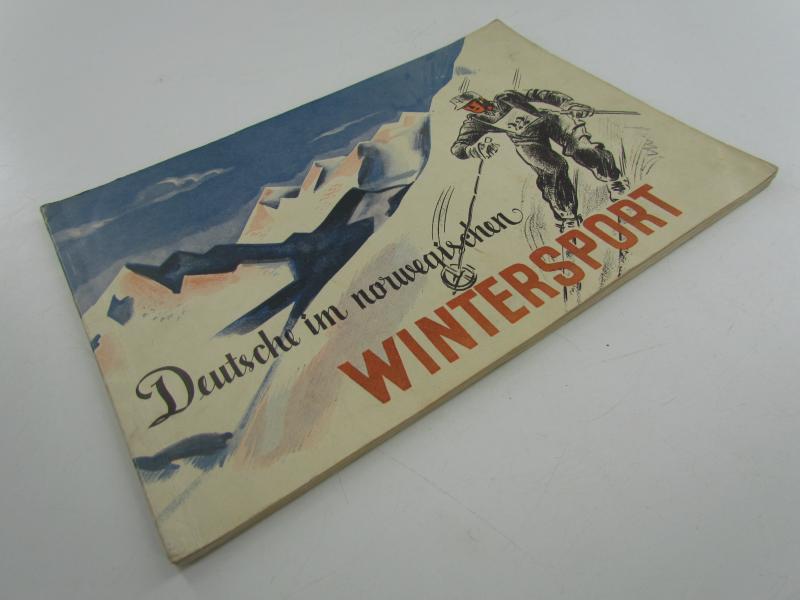 Deutsche im norwegischen
WINTERSPORT